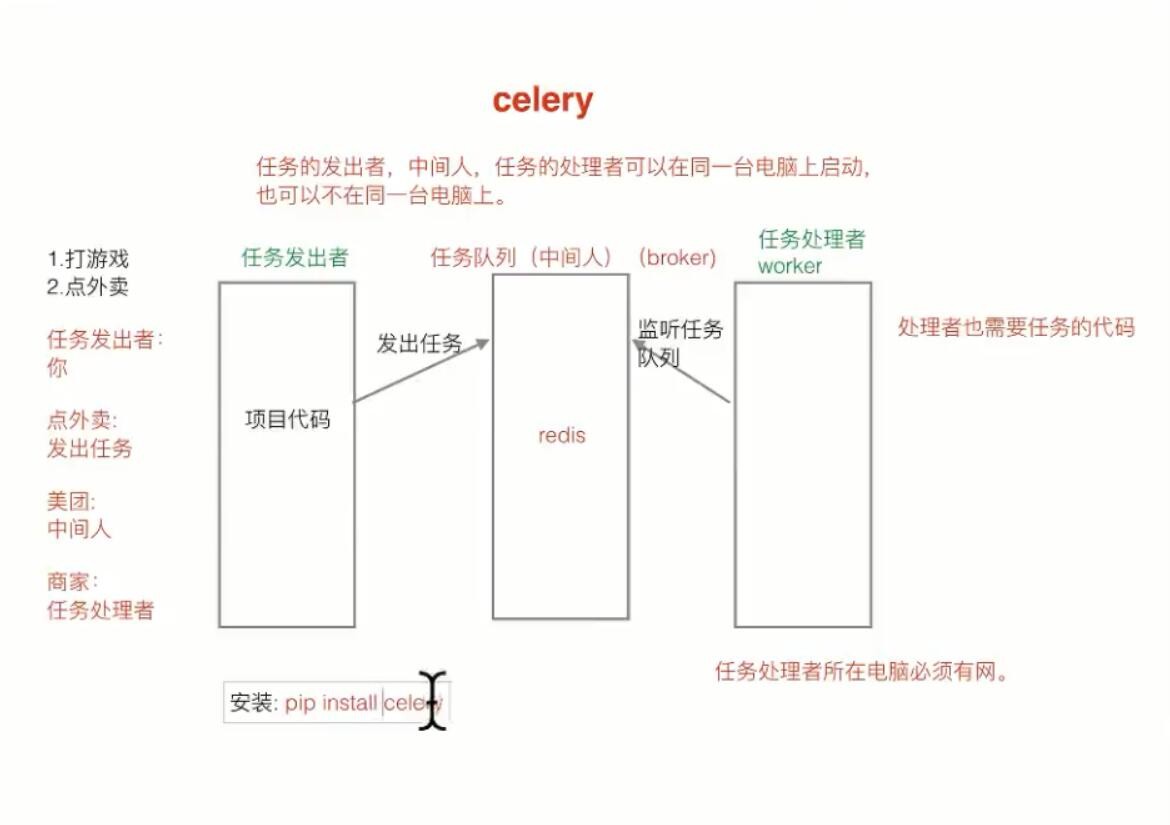 celery
任务的发出者，中间人，任务的处理者可以在同一台电脑上启动，
也可以不在同一台电脑上。
1.打游戏
2.点外卖
任务发出者：
你
点外卖:
发出任务
美团:
中间人
商家：
任务处理者
任务发出者
项目代码
发出任务
任务队列（中间人）（broker)
redis
监听任务
队列
任务处理者
worker
处理者也需要任务的代码
任务处理者所在电脑必须有网。
安装: pip install celery